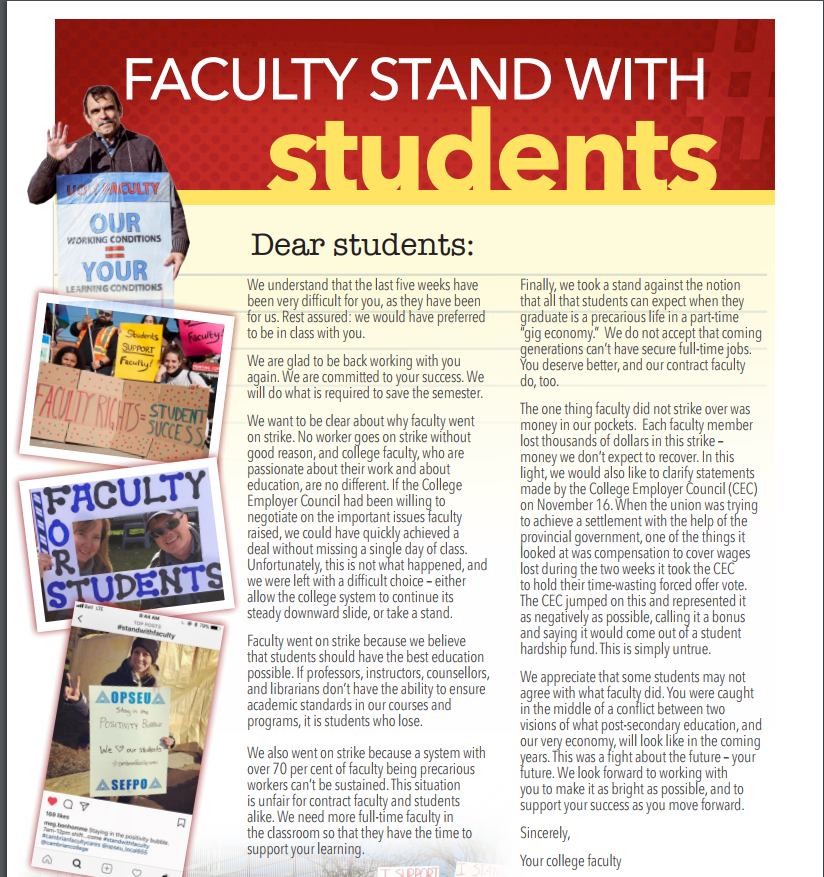 FACULTY STAND WITH
students
#
FACULTY
OUR
WORKING CONDITIONS
=
YOUR
LEARNING CONDITIONS
Students
SUPPORT
Faculty!
Faculty
FACULTY RIGHTS = STUDENT
SUCCESS
FACULTY
FOR
STUDENTS
Bell LTE
9:44 AM
79%
TOP POSTS
#standwithfaculty
OPSEU
Stay in the
POSITIVITY BUBBLE
We ♡ our Students
SEFPO
169 likes
meg.bonhomme Staying in the positivity bubble.
7am-12pm shift...come #standwithfaculty
#cambrianfacultycares @opseu_local655
@cambriancollege
Dear students:
We understand that the last five weeks have
been very difficult for you, as they have been
for us. Rest assured: we would have preferred
to be in class with you.
We are glad to be back working with you
again. We are committed to your success. We
will do what is required to save the semester.
We want to be clear about why faculty went
on strike. No worker goes on strike without
good reason, and college faculty, who are
passionate about their work and about
education, are no different. If the College
Employer Council had been willing to
negotiate on the important issues faculty
raised, we could have quickly achieved a
deal without missing a single day of class.
Unfortunately, this is not what happened, and
we were left with a difficult choice – either
allow the college system to continue its
steady downward slide, or take a stand.
Faculty went on strike because we believe
that students should have the best education
possible. If professors, instructors, counsellors,
and librarians don't have the ability to ensure
academic standards in our courses and
programs, it is students who lose.
We also went on strike because a system with
over 70 per cent of faculty being precarious
workers can't be sustained. This situation
is unfair for contract faculty and students
alike. We need more full-time faculty in
the classroom so that they have the time to
support your learning.
Finally, we took a stand against the notion
that all that students can expect when they
graduate is a precarious life in a part-time
"gig economy." We do not accept that coming
generations can't have secure full-time jobs.
You deserve better, and our contract faculty
do, too.
The one thing faculty did not strike over was
money in our pockets. Each faculty member
lost thousands of dollars in this strike –
money we don't expect to recover. In this
light, we would also like to clarify statements
made by the College Employer Council (CEC)
on November 16. When the union was trying
to achieve a settlement with the help of the
provincial government, one of the things it
looked at was compensation to cover wages
lost during the two weeks it took the CEC
to hold their time-wasting forced offer vote.
The CEC jumped on this and represented it
as negatively as possible, calling it a bonus
and saying it would come out of a student
hardship fund. This is simply untrue.
We appreciate that some students may not
agree with what faculty did. You were caught
in the middle of a conflict between two
visions of what post-secondary education, and
our very economy, will look like in the coming
years. This was a fight about the future – your
future. We look forward to working with
you to make it as bright as possible, and to
support your success as you move forward.
Sincerely,
Your college faculty
I SUPPORT
I STAN